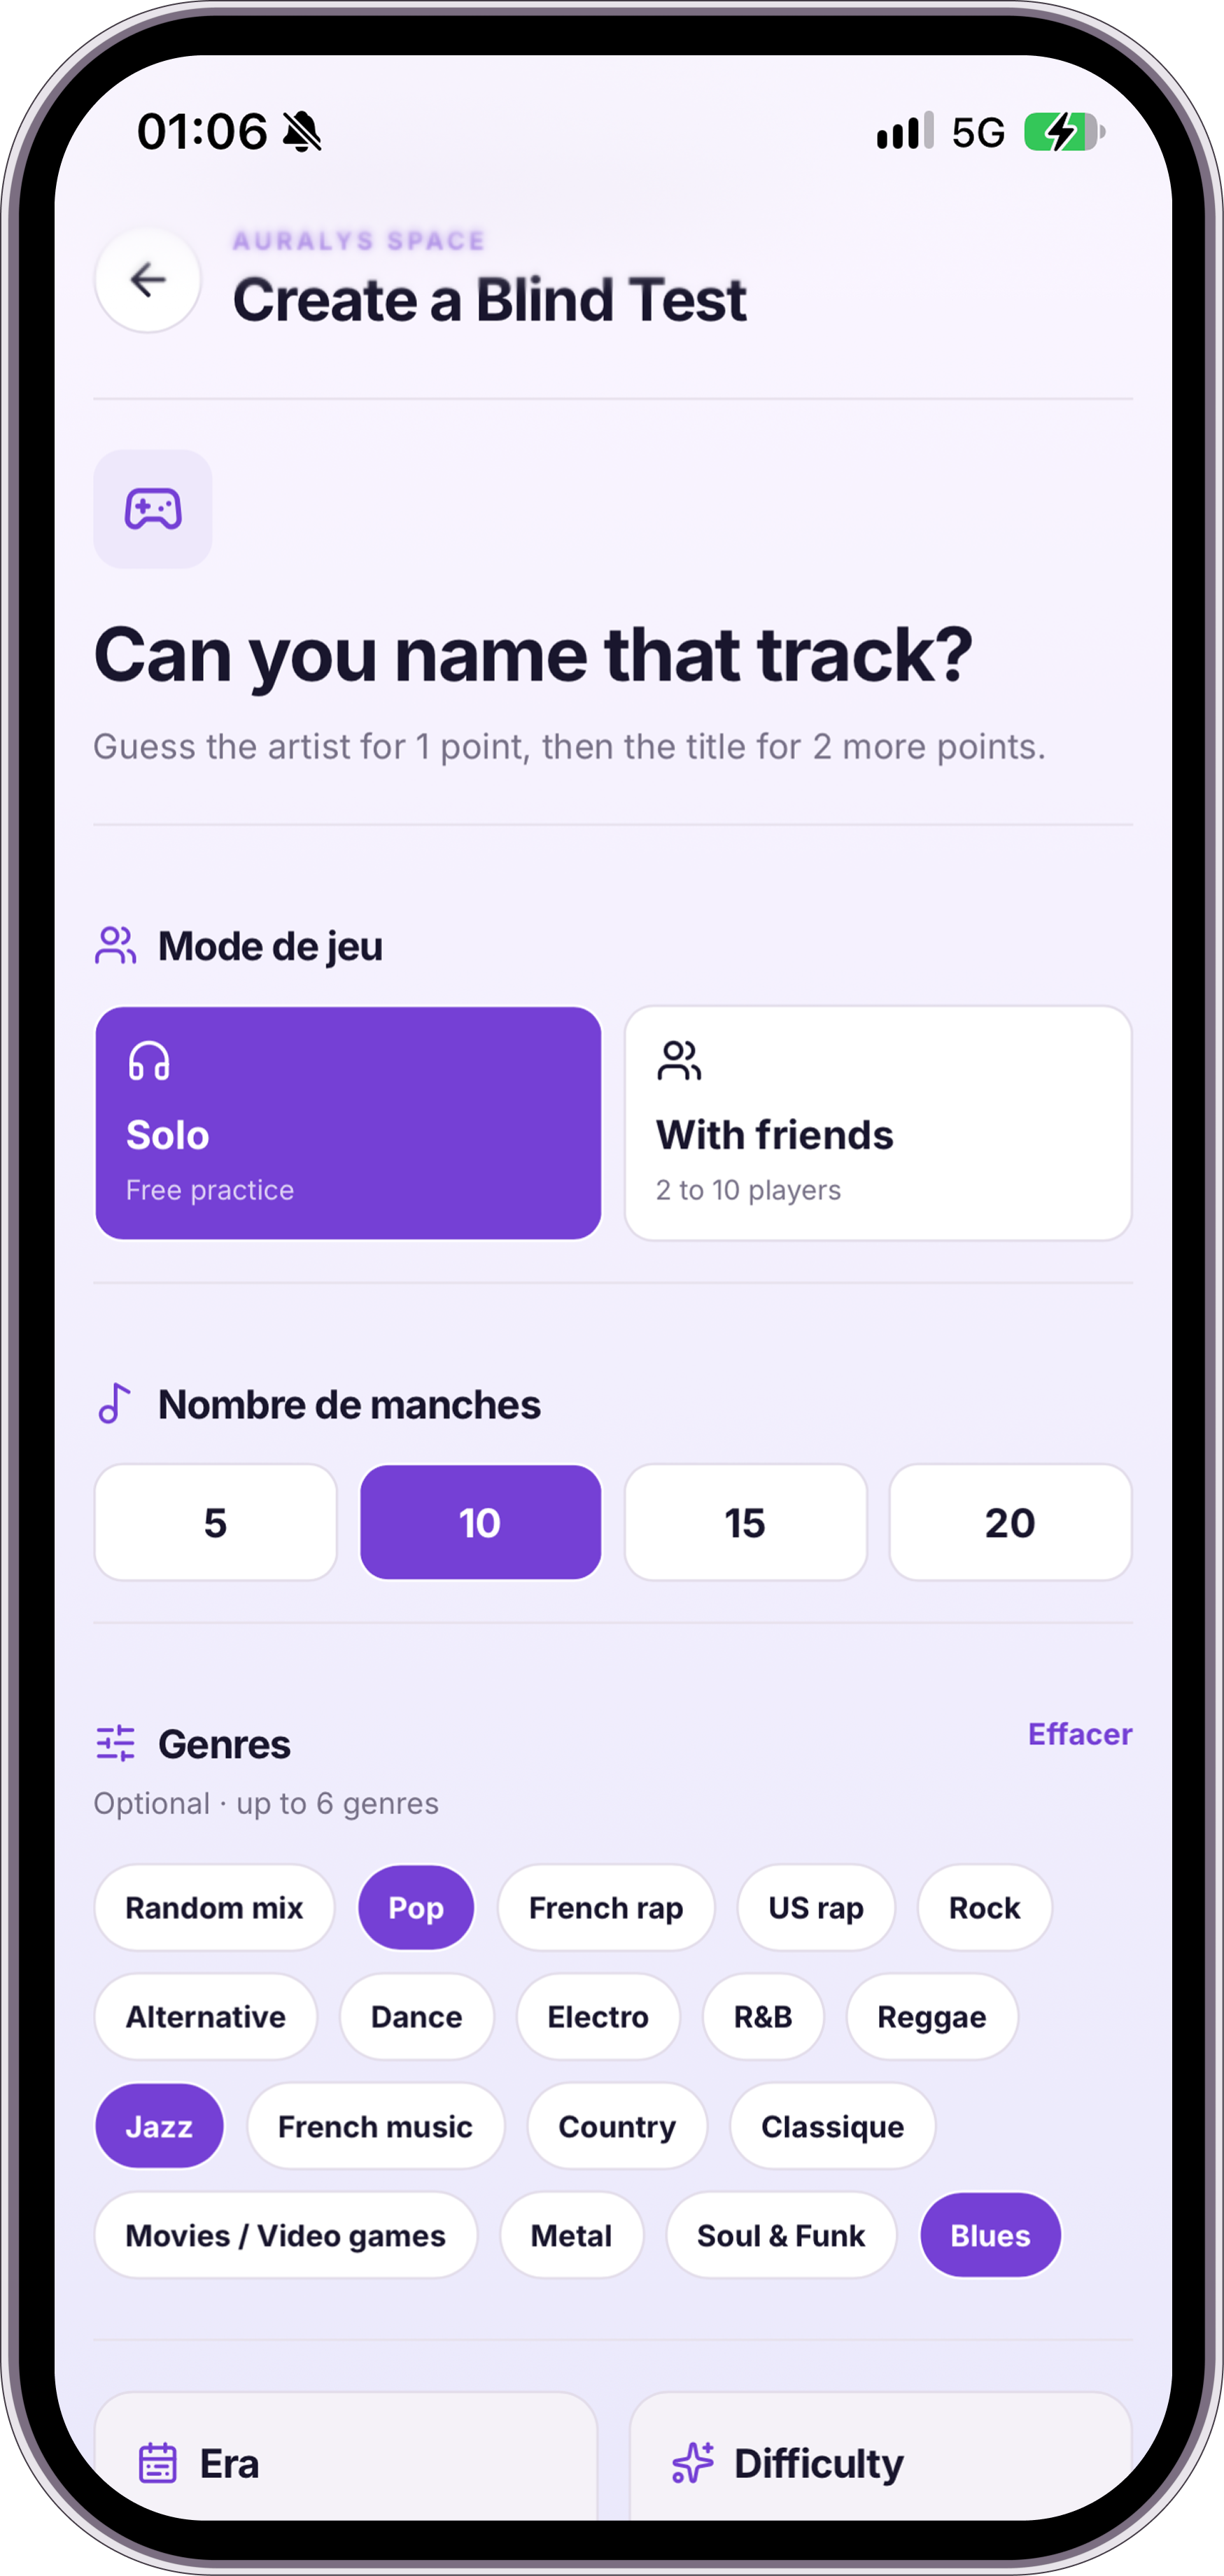 01:06 5G
AURALYS SPACE
Create a Blind Test
Can you name that track?
Guess the artist for 1 point, then the title for 2 more points.
Mode de jeu
Solo
Free practice
With friends
2 to 10 players
Nombre de manches
5 10 15 20
Genres Effacer
Optional · up to 6 genres
Random mix Pop French rap US rap Rock
Alternative Dance Electro R&B Reggae
Jazz French music Country Classique
Movies / Video games Metal Soul & Funk Blues
Era Difficulty